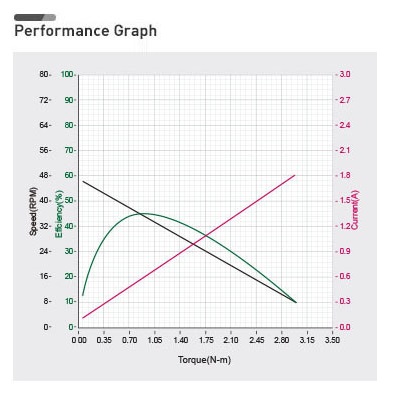 Performance Graph
80- 100- -3.0
72- 90- -2.7
64- 80- -2.4
56- 70- -2.1
48- 60- -1.8
40- 50- -1.5
32- 40- -1.2
24- 30- -0.9
16- 20- -0.6
8- 10- -0.3
0- 0- -0.0
Speed(RPM)
Effciency(%)
Current(A)
0.00 0.35 0.70 1.05 1.40 1.75 2.10 2.45 2.80 3.15 3.50
Torque(N-m)